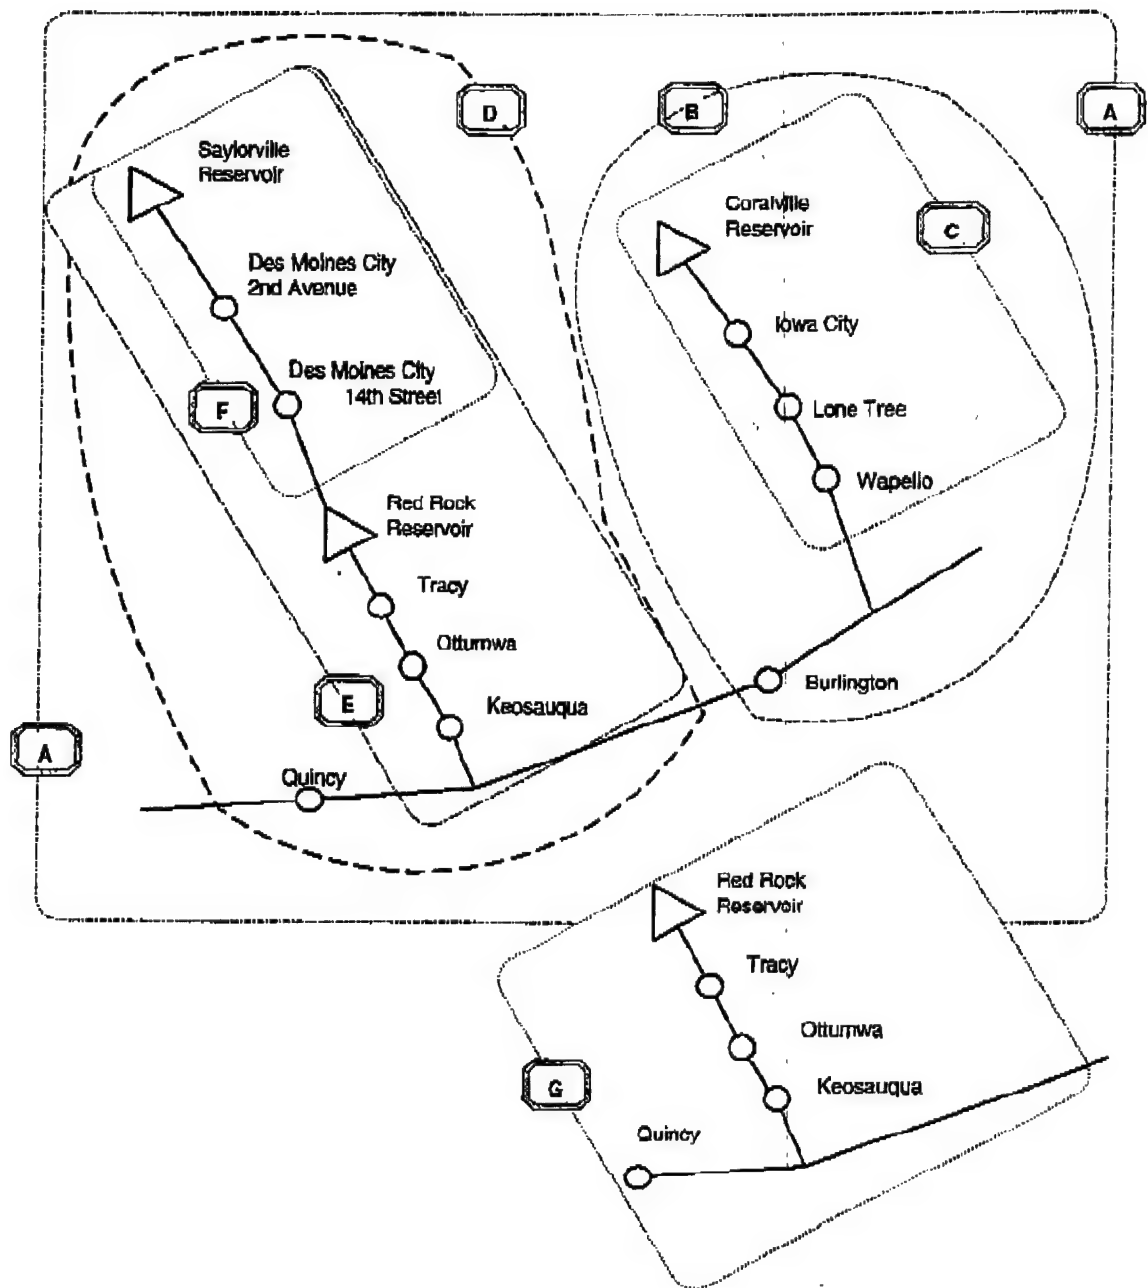 D
B
A
Saylorville
Reservoir
Coralville
Reservoir
C
Des Moines City
2nd Avenue
Iowa City
Des Moines City
14th Street
F
Lone Tree
Wapello
Red Rock
Reservoir
Tracy
Ottumwa
E
Keosauqua
Burlington
A
Quincy
Red Rock
Reservoir
Tracy
Ottumwa
G
Keosauqua
Quincy